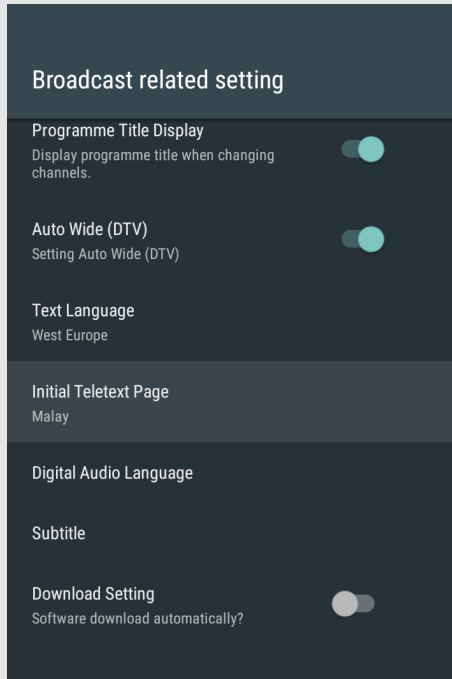 Broadcast related setting
Programme Title Display
Display programme title when changing
channels.
Auto Wide (DTV)
Setting Auto Wide (DTV)
Text Language
West Europe
Initial Teletext Page
Malay
Digital Audio Language
Subtitle
Download Setting
Software download automatically?